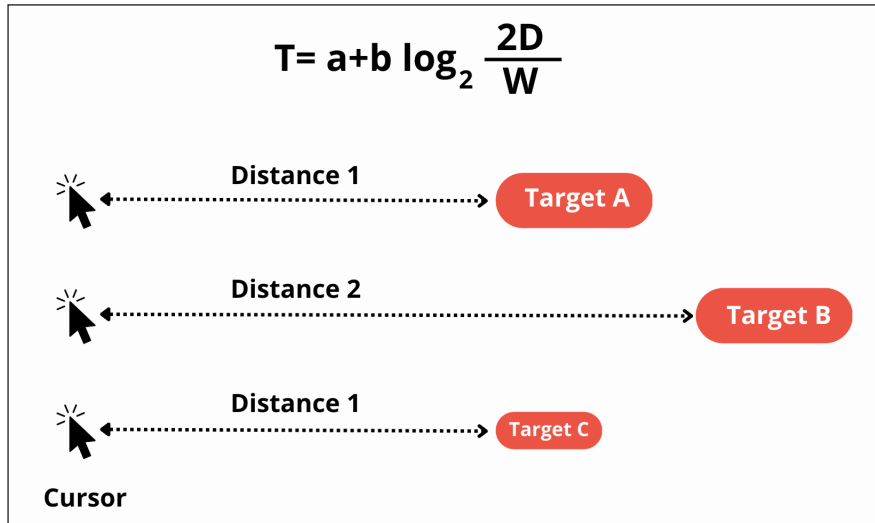 T= a+b log₂ 2D/W
Distance 1
Target A
Distance 2
Target B
Distance 1
Target C
Cursor